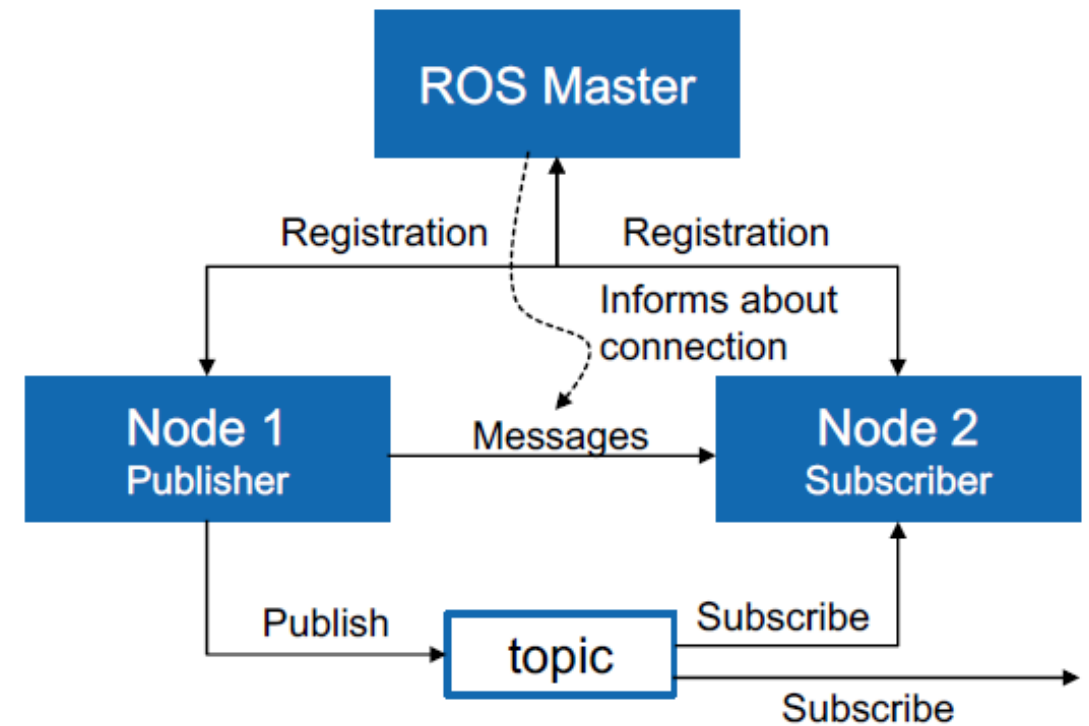 ROS Master
Registration
Registration
Informs about
connection
Node 1
Publisher
Messages
Node 2
Subscriber
Publish
topic
Subscribe
Subscribe